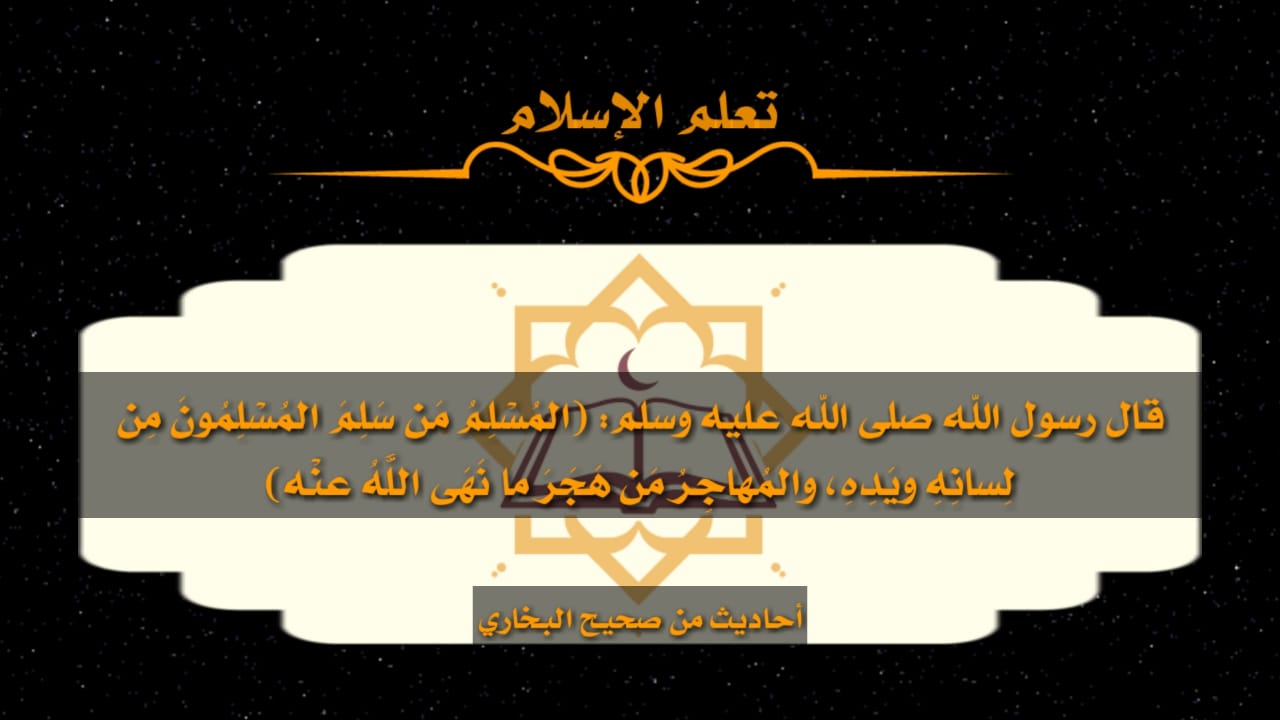 تعلم الإسلام
قال رسول الله صلى الله عليه وسلم: (المُسْلِمُ مَن سَلِمَ المُسْلِمُونَ مِن
لِسانِهِ ويَدِهِ، والمُهاجِرُ مَن هَجَرَ ما نَهَى اللَّهُ عنْه)
أحاديث من صحيح البخاري